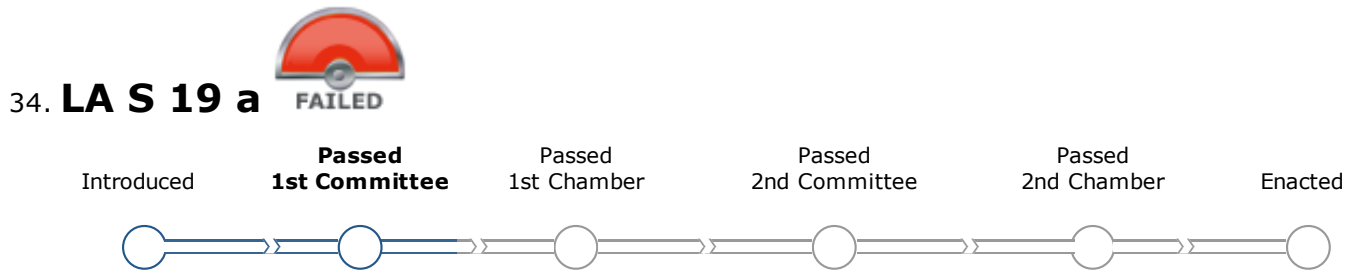 34. LA S 19 a
FAILED
Introduced
Passed
1st Committee
Passed
1st Chamber
Passed
2nd Committee
Passed
2nd Chamber
Enacted